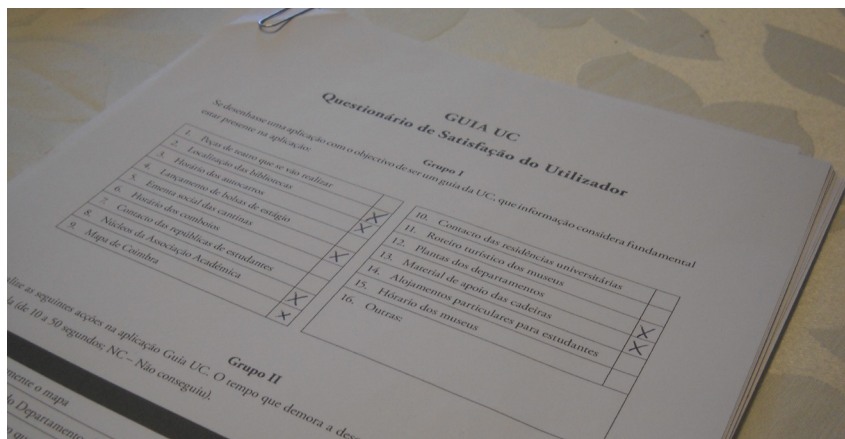 GUIA UC
Questionário de Satisfação do Utilizador
Grupo I
Se desenhasse uma aplicação com o objectivo de ser um guia da UC, que informação considera fundamental
estar presente na aplicação:
1. Peças de teatro que se vão realizar
2. Localização das bibliotecas
3. Horário dos autocarros
4. Lançamento de bolsas de estágio
5. Ementa social das cantinas
6. Horário dos comboios
7. Contacto das repúblicas de estudantes
8. Núcleos da Associação Académica
9. Mapa de Coimbra
10. Contacto das residências universitárias
11. Roteiro turístico dos museus
12. Plantas dos departamentos
13. Material de apoio das cadeiras
14. Alojamentos particulares para estudantes
15. Horário dos museus
16. Outras:
Grupo II
as seguintes acções na aplicação Guia UC. O tempo que demora a
(de 10 a 50 segundos; NC – Não conseguiu).
o mapa
Departamento